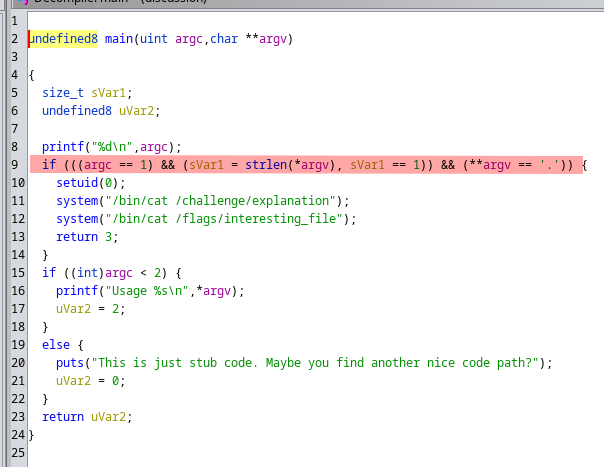 Decompile: main - (discussion)
1
2 undefined8 main(uint argc,char **argv)
3
4 {
5 size_t sVar1;
6 undefined8 uVar2;
7
8 printf("%d\n",argc);
9 if (((argc == 1) && (sVar1 = strlen(*argv), sVar1 == 1)) && (**argv == '.')) {
10 setuid(0);
11 system("/bin/cat /challenge/explanation");
12 system("/bin/cat /flags/interesting_file");
13 return 3;
14 }
15 if ((int)argc < 2) {
16 printf("Usage %s\n",*argv);
17 uVar2 = 2;
18 }
19 else {
20 puts("This is just stub code. Maybe you find another nice code path?");
21 uVar2 = 0;
22 }
23 return uVar2;
24 }
25